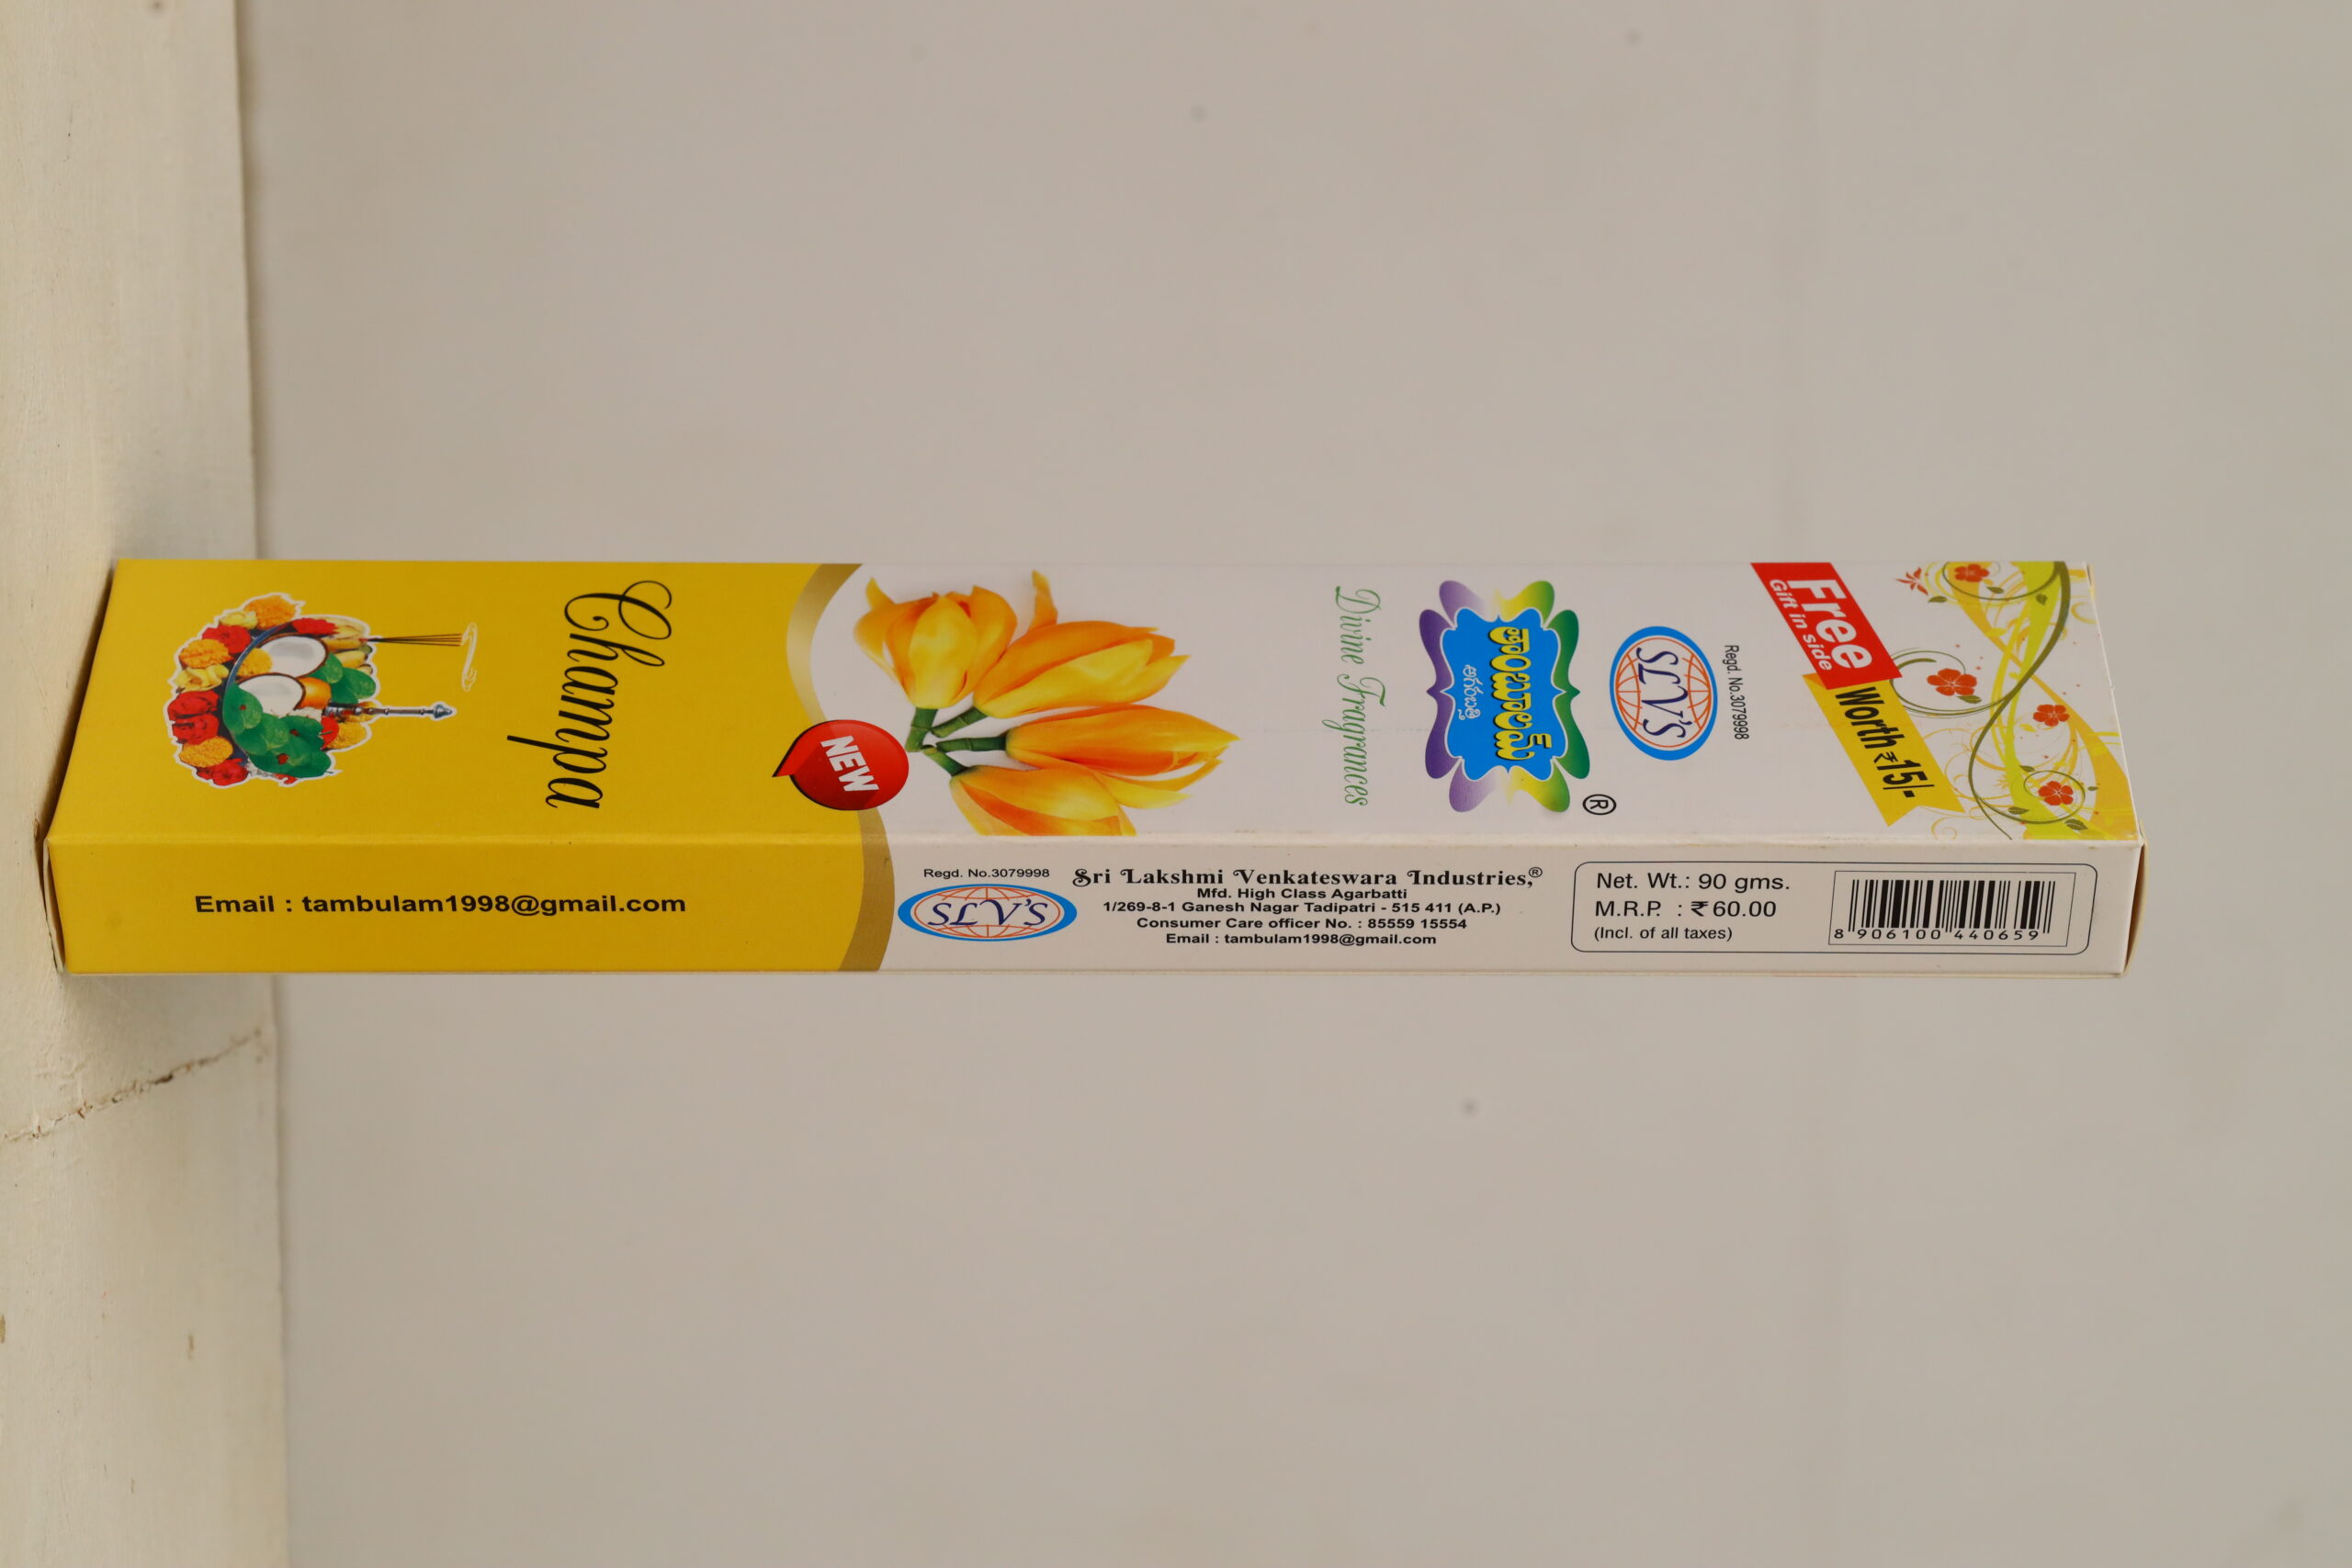 Free
Gift in side
Worth ₹15/-
Regd. No.3079998
SLV'S
®
తాంబూలమ్
అగరుబత్తి
Divine Fragrances
NEW
Champa
Regd. No.3079998
SLV'S
Sri Lakshmi Venkateswara Industries,®
Mfd. High Class Agarbatti
1/269-8-1 Ganesh Nagar Tadipatri - 515 411 (A.P.)
Consumer Care officer No. : 85559 15554
Email : tambulam1998@gmail.com
Net. Wt.: 90 gms.
M.R.P. : ₹ 60.00
(Incl. of all taxes)
8 906100 440659
Email : tambulam1998@gmail.com